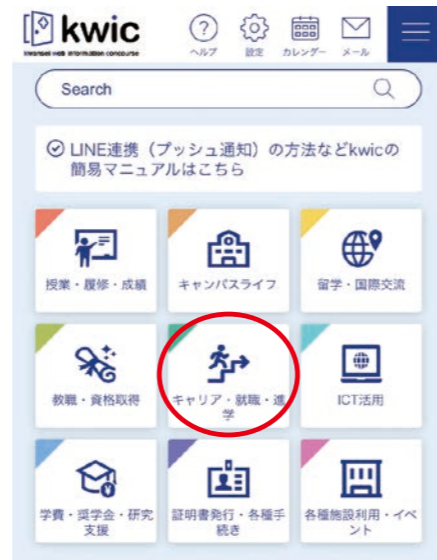 kwic
kwansei web information concourse
ヘルプ
設定
カレンダー
メール
Search
LINE連携（プッシュ通知）の方法などkwicの
簡易マニュアルはこちら
授業・履修・成績
キャンパスライフ
留学・国際交流
教職・資格取得
キャリア・就職・進
学
ICT活用
学費・奨学金・研究
支援
証明書発行・各種手
続き
各種施設利用・イベ
ント